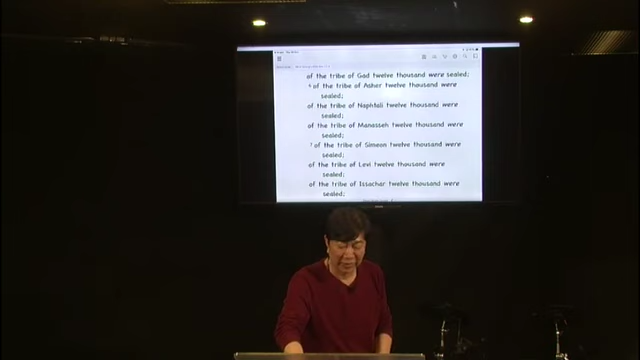 of the tribe of Gad twelve thousand were sealed;
6 of the tribe of Asher twelve thousand were
sealed;
of the tribe of Naphtali twelve thousand were
sealed;
of the tribe of Manasseh twelve thousand were
sealed;
7 of the tribe of Simeon twelve thousand were
sealed;
of the tribe of Levi twelve thousand were
sealed;
of the tribe of Issachar twelve thousand were
sealed;